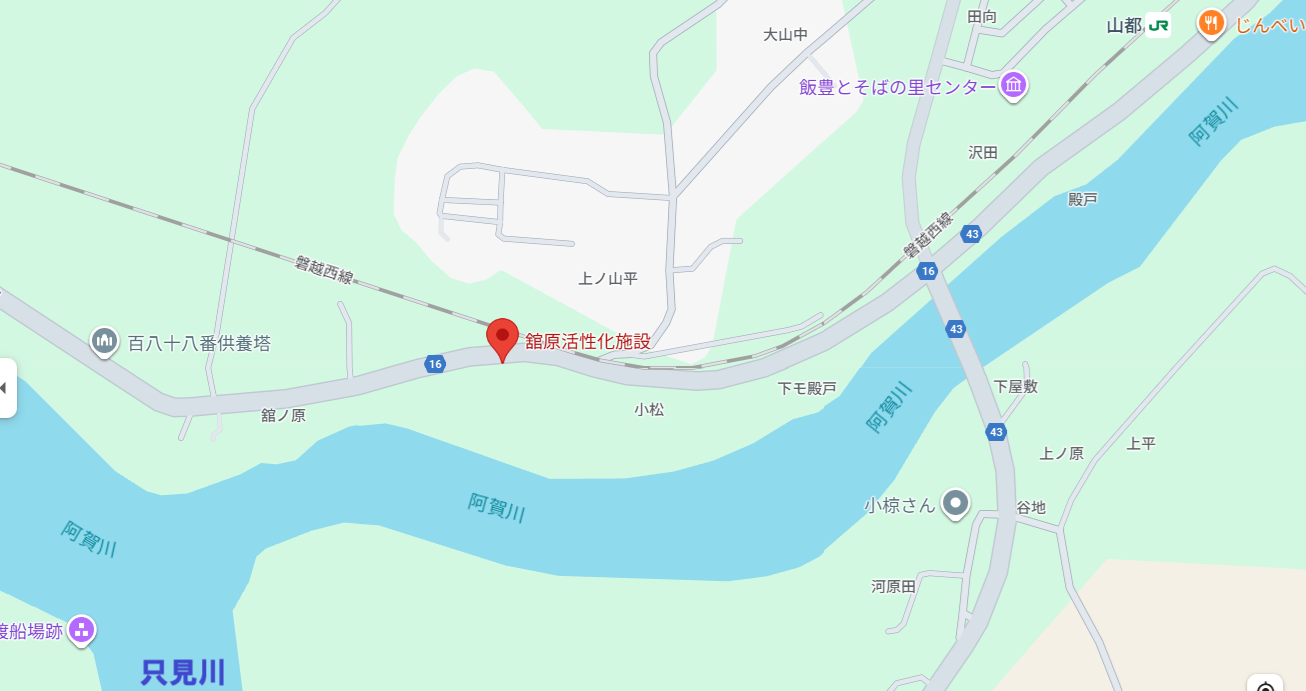 田向
山都
JR
じんべい
大山中
飯豊とそばの里センター
阿賀川
沢田
殿戸
磐越西線
43
磐越西線
16
上ノ山平
43
百八十八番供養塔
舘原活性化施設
16
下モ殿戸
下屋敷
小松
舘ノ原
阿賀川
43
上平
上ノ原
阿賀川
小椋さん
谷地
阿賀川
河原田
渡船場跡
只見川